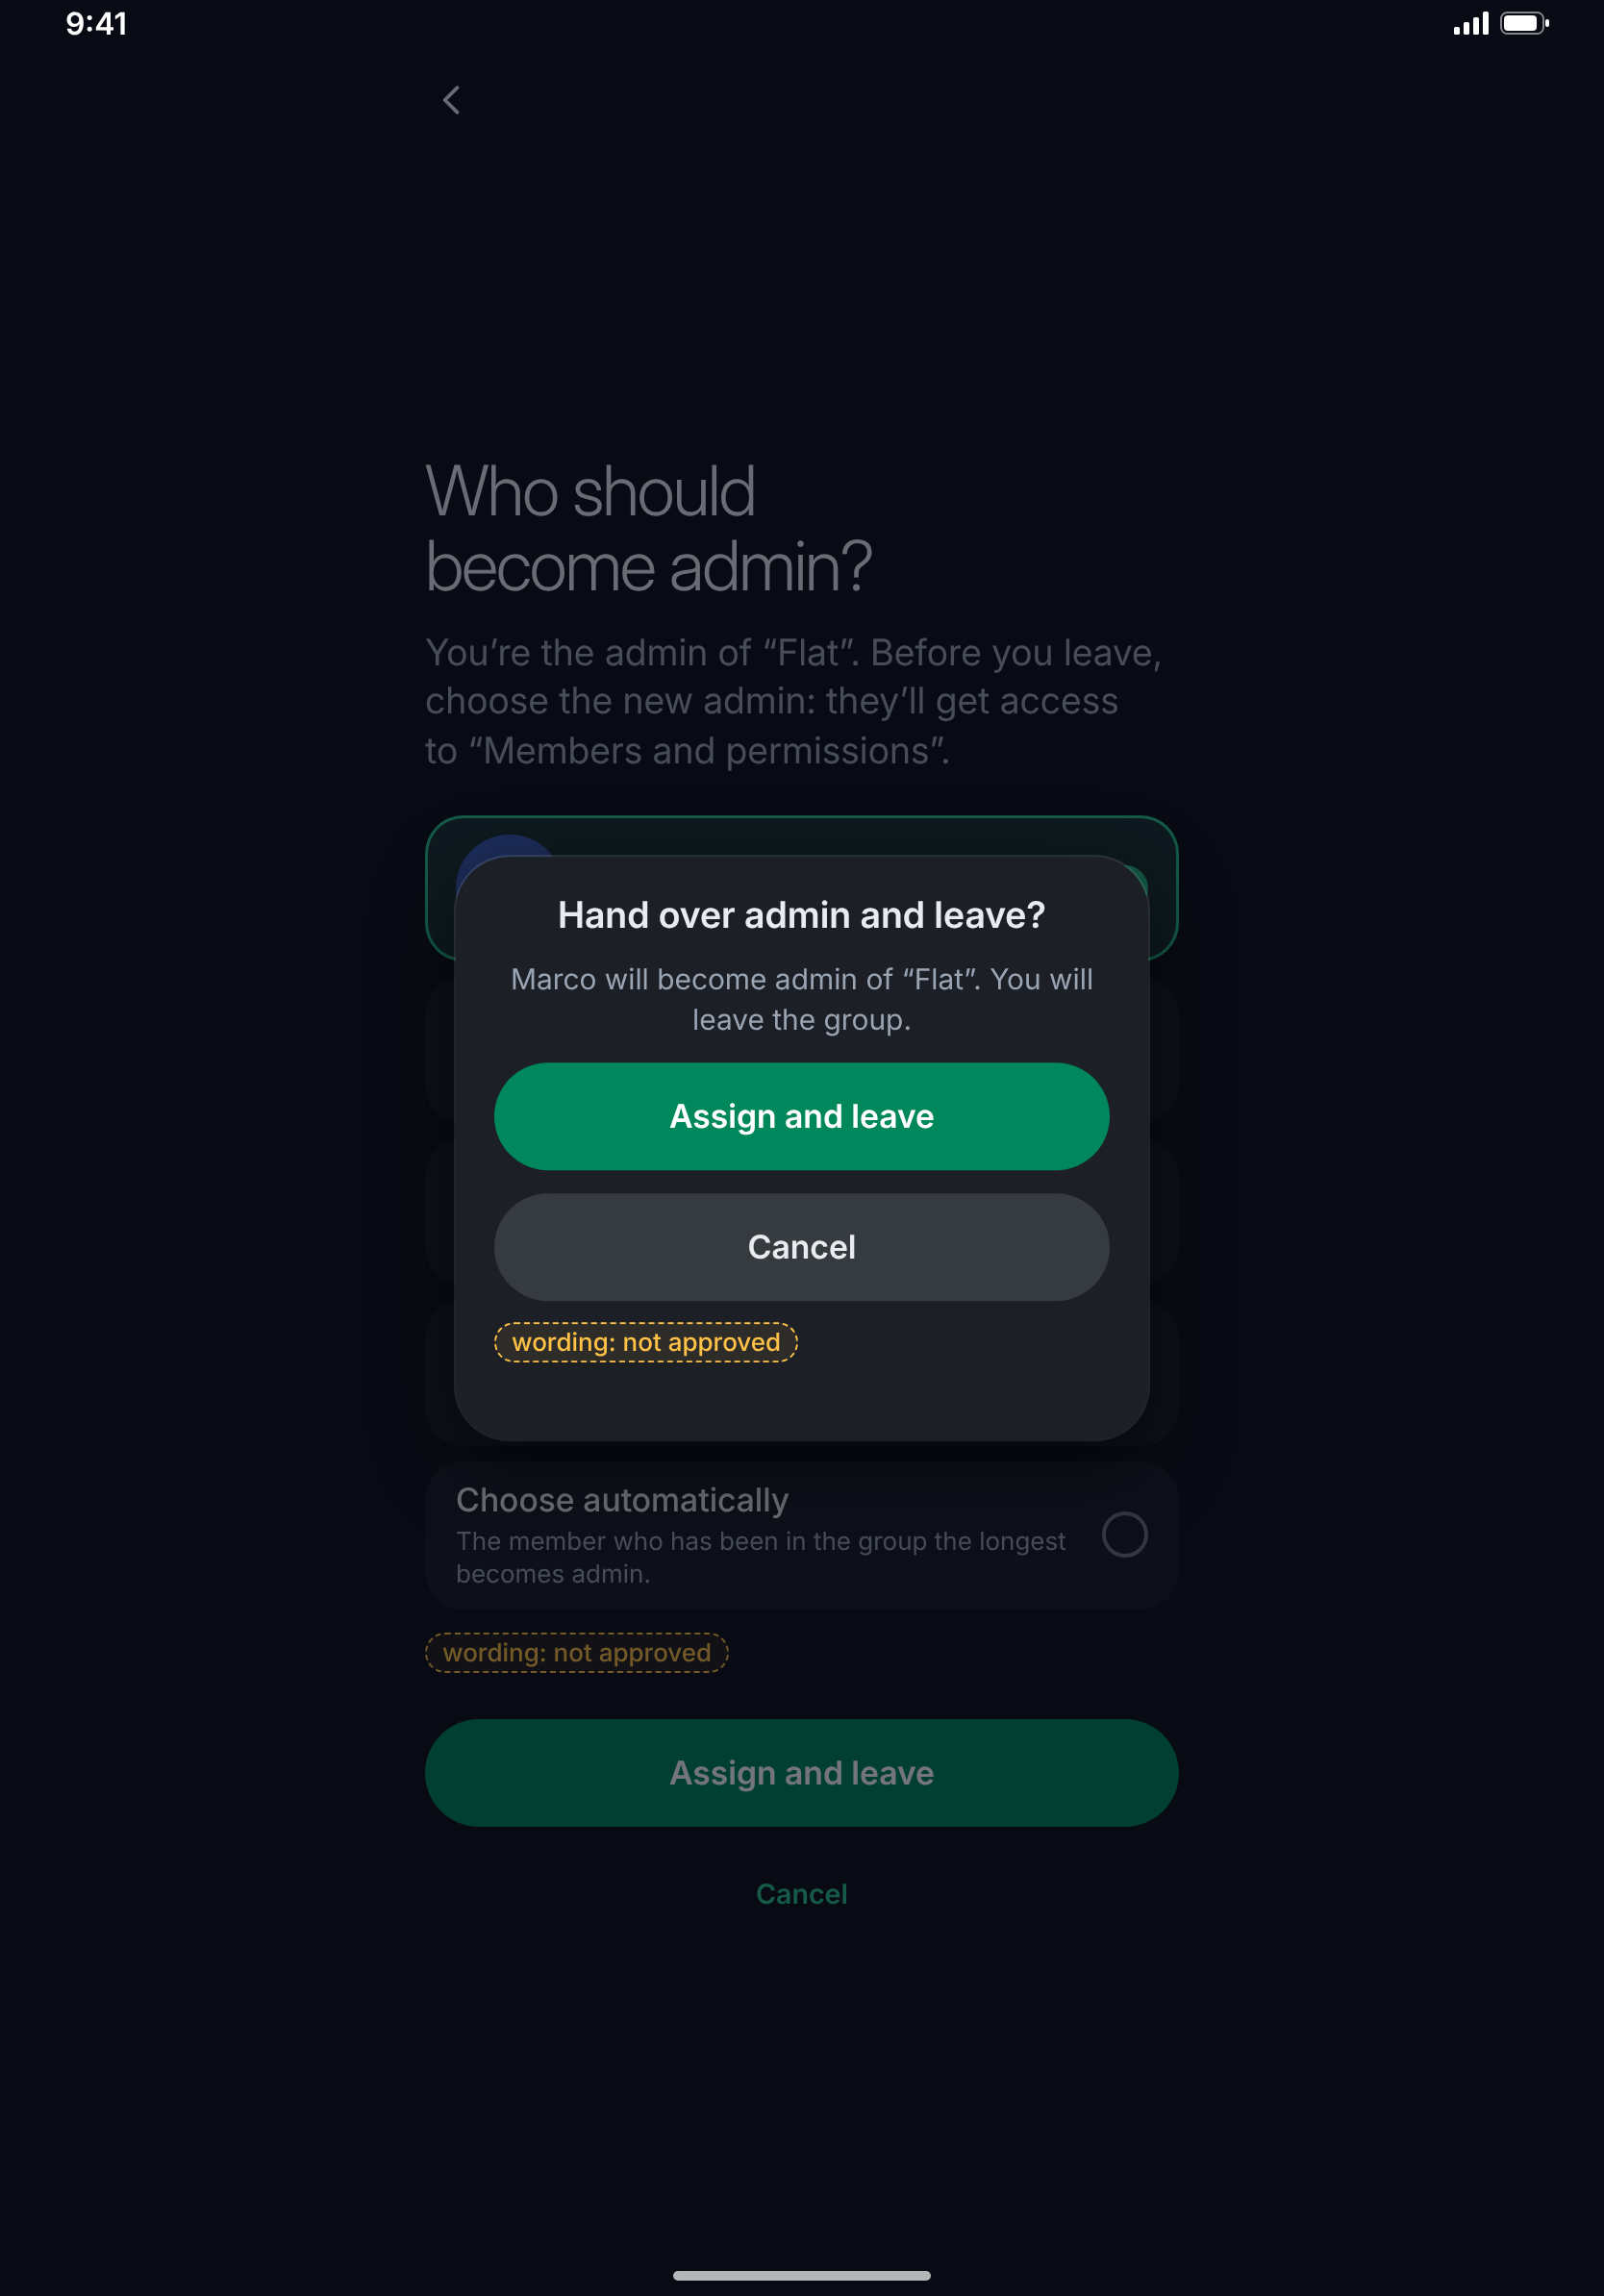 9:41
Who should
become admin?
You’re the admin of “Flat”. Before you leave,
choose the new admin: they’ll get access
to “Members and permissions”.
Hand over admin and leave?
Marco will become admin of “Flat”. You will
leave the group.
Assign and leave
Cancel
wording: not approved
Choose automatically
The member who has been in the group the longest
becomes admin.
wording: not approved
Assign and leave
Cancel